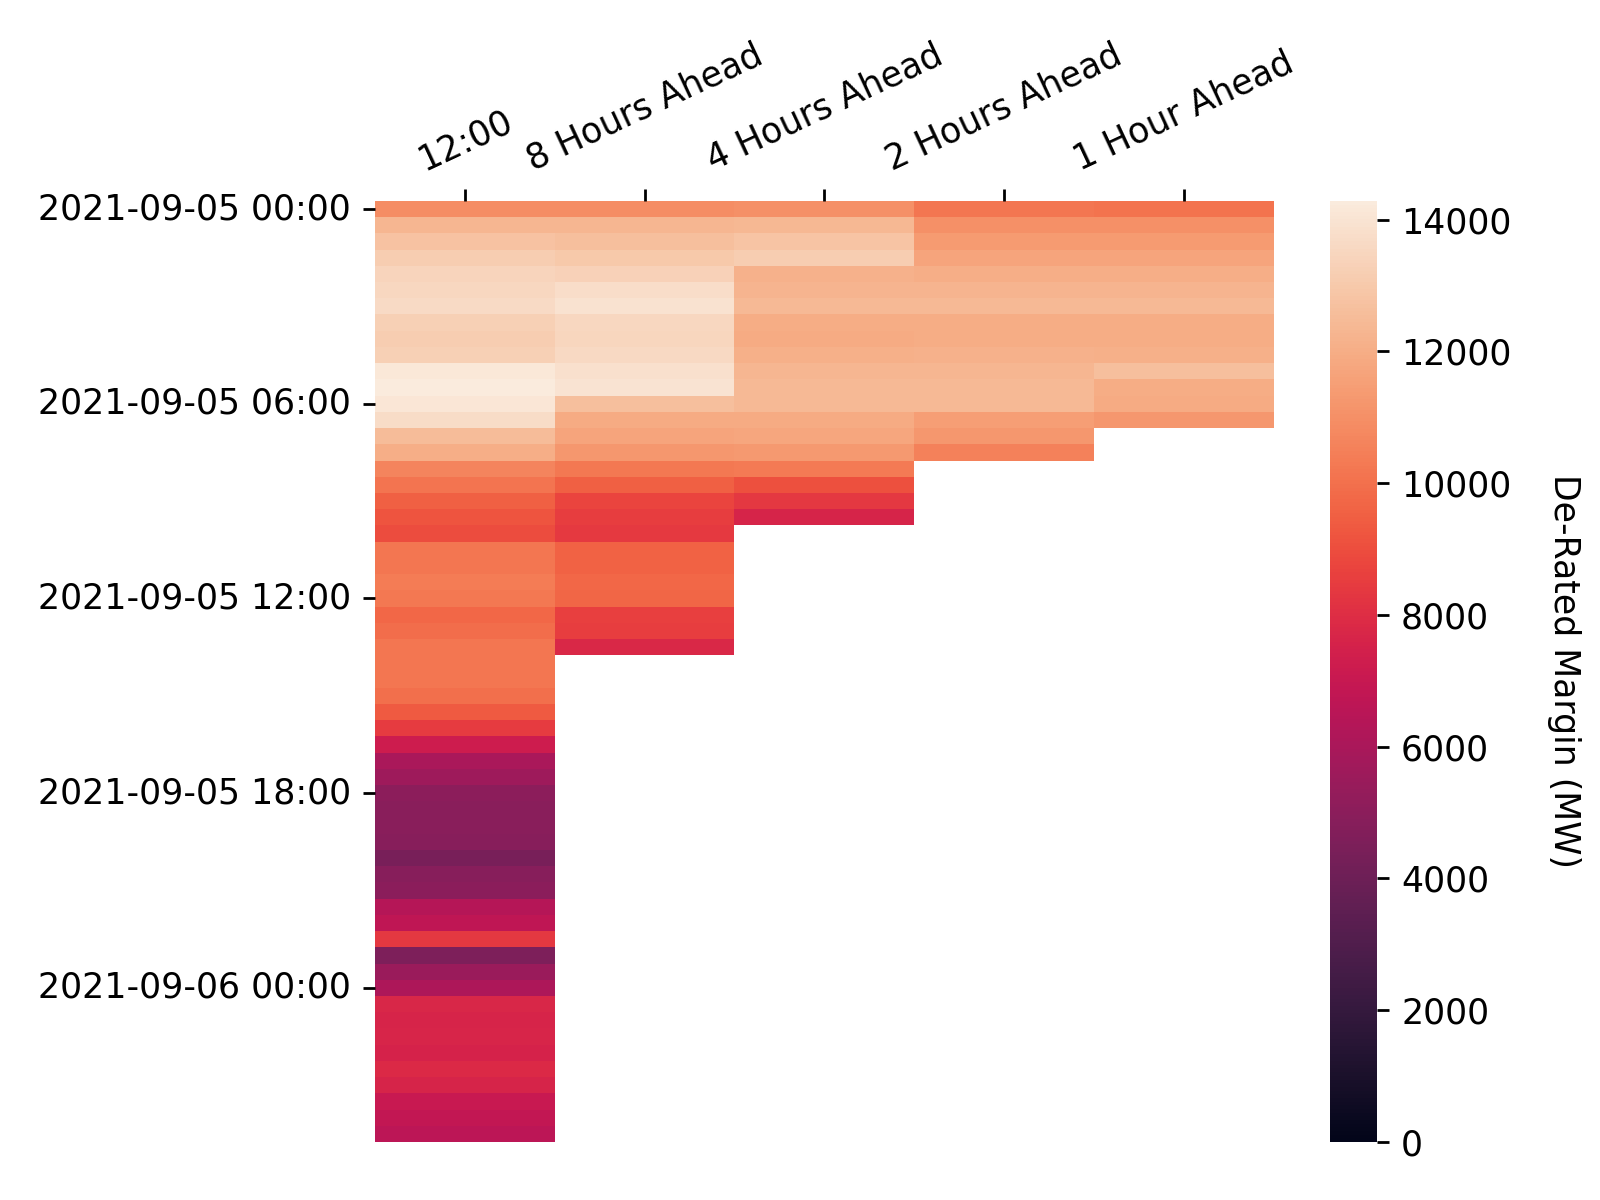 12:00
8 Hours Ahead
4 Hours Ahead
2 Hours Ahead
1 Hour Ahead
2021-09-05 00:00
2021-09-05 06:00
2021-09-05 12:00
2021-09-05 18:00
2021-09-06 00:00
14000
12000
10000
8000
6000
4000
2000
0
De-Rated Margin (MW)